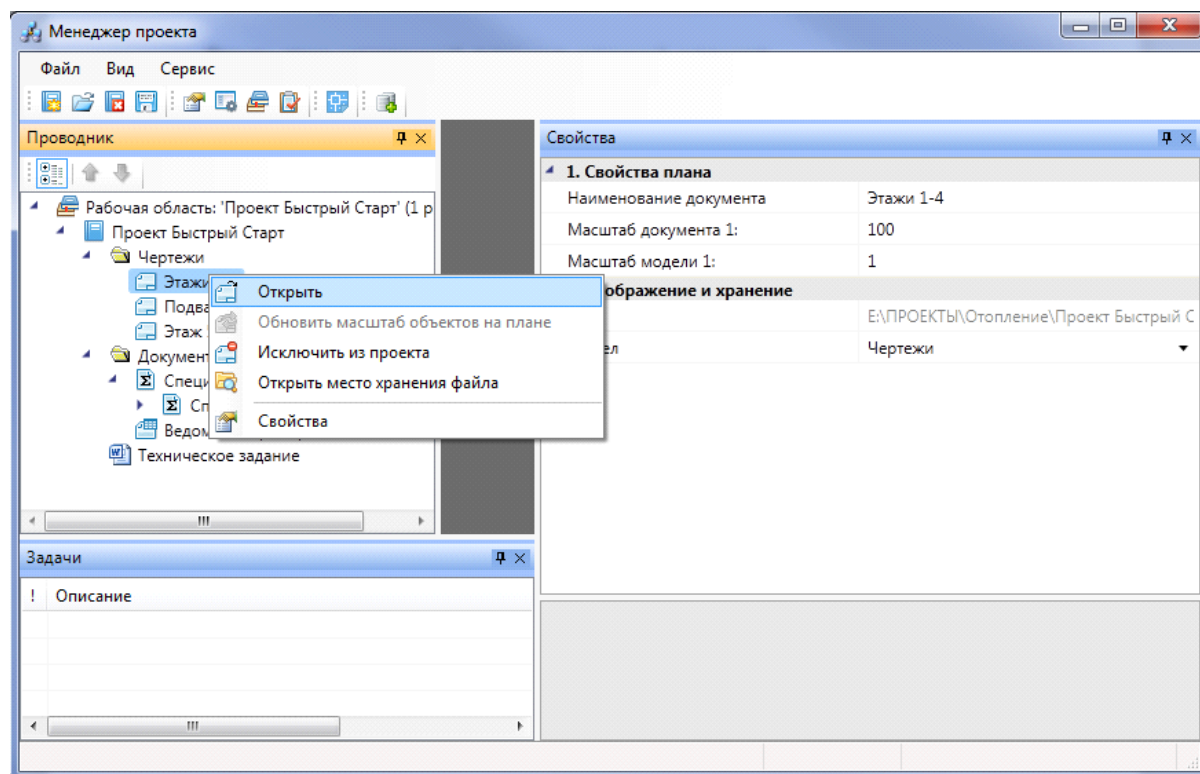 Менеджер проекта
Файл Вид Сервис
Проводник
Рабочая область: 'Проект Быстрый Старт' (1 р
Проект Быстрый Старт
Чертежи
Этажи
Подва
Этаж
Документ
Специ
Сп
Ведом
Техническое задание
Открыть
Обновить масштаб объектов на плане
Исключить из проекта
Открыть место хранения файла
Свойства
Свойства
1. Свойства плана
Наименование документа Этажи 1-4
Масштаб документа 1: 100
Масштаб модели 1: 1
ображение и хранение
E:\ПРОЕКТЫ\Отопление\Проект Быстрый С
ел Чертежи
Задачи
! Описание